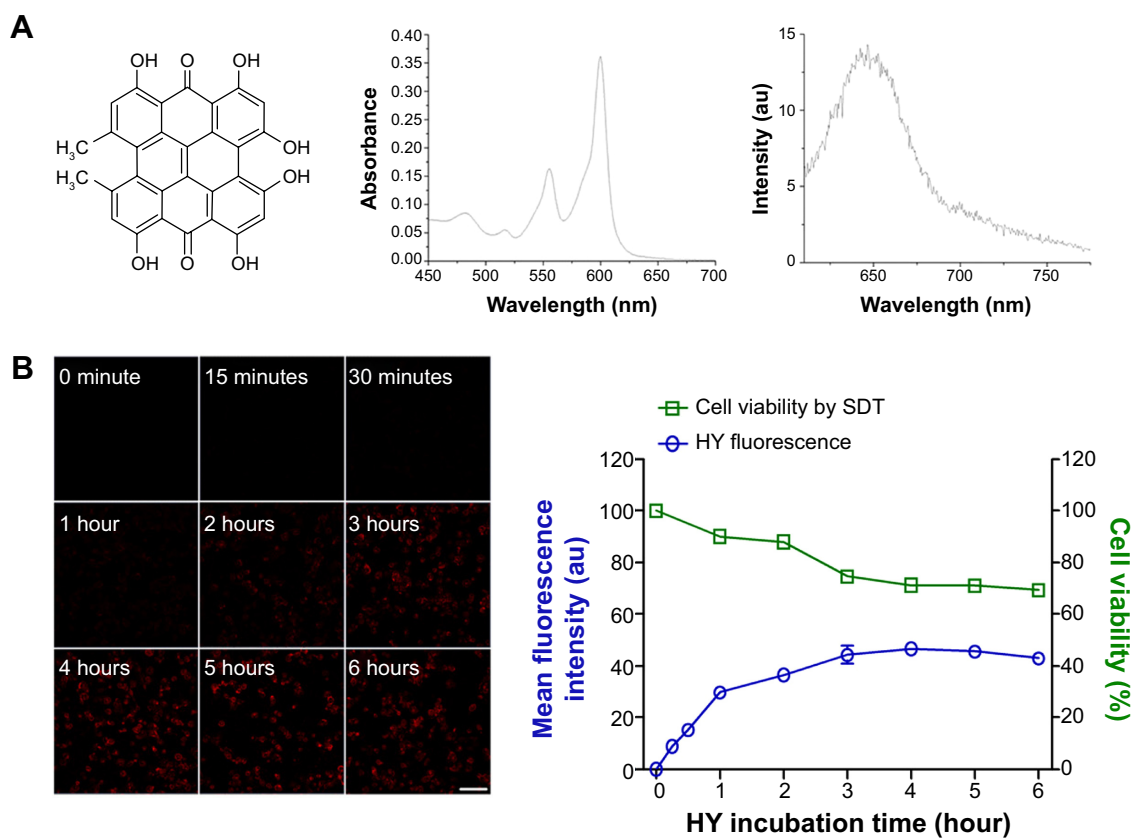 A
OH
O
OH
H3C
OH
H3C
OH
OH
O
OH
Absorbance
0.40
0.35
0.30
0.25
0.20
0.15
0.10
0.05
0.00
450
500
550
600
650
700
Wavelength (nm)
Intensity (au)
15
10
5
0
650
700
750
Wavelength (nm)
B
0 minute
15 minutes
30 minutes
1 hour
2 hours
3 hours
4 hours
5 hours
6 hours
Cell viability by SDT
HY fluorescence
Mean fluorescence
intensity (au)
120
100
80
60
40
20
0
120
100
80
60
40
20
0
Cell viability (%)
0
1
2
3
4
5
6
HY incubation time (hour)